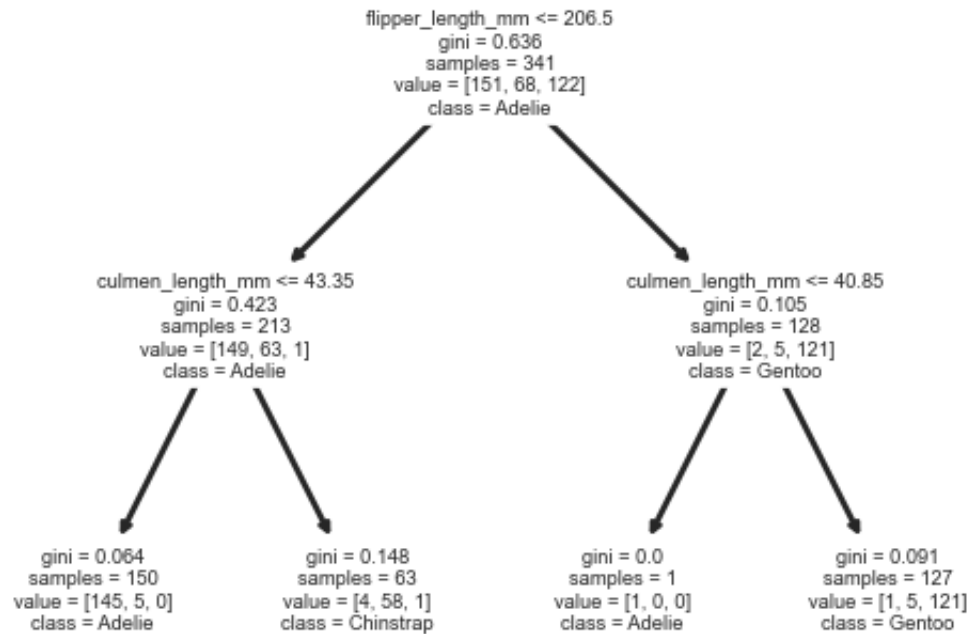 flipper_length_mm <= 206.5
gini = 0.636
samples = 341
value = [151, 68, 122]
class = Adelie
culmen_length_mm <= 43.35
gini = 0.423
samples = 213
value = [149, 63, 1]
class = Adelie
culmen_length_mm <= 40.85
gini = 0.105
samples = 128
value = [2, 5, 121]
class = Gentoo
gini = 0.064
samples = 150
value = [145, 5, 0]
class = Adelie
gini = 0.148
samples = 63
value = [4, 58, 1]
class = Chinstrap
gini = 0.0
samples = 1
value = [1, 0, 0]
class = Adelie
gini = 0.091
samples = 127
value = [1, 5, 121]
class = Gentoo